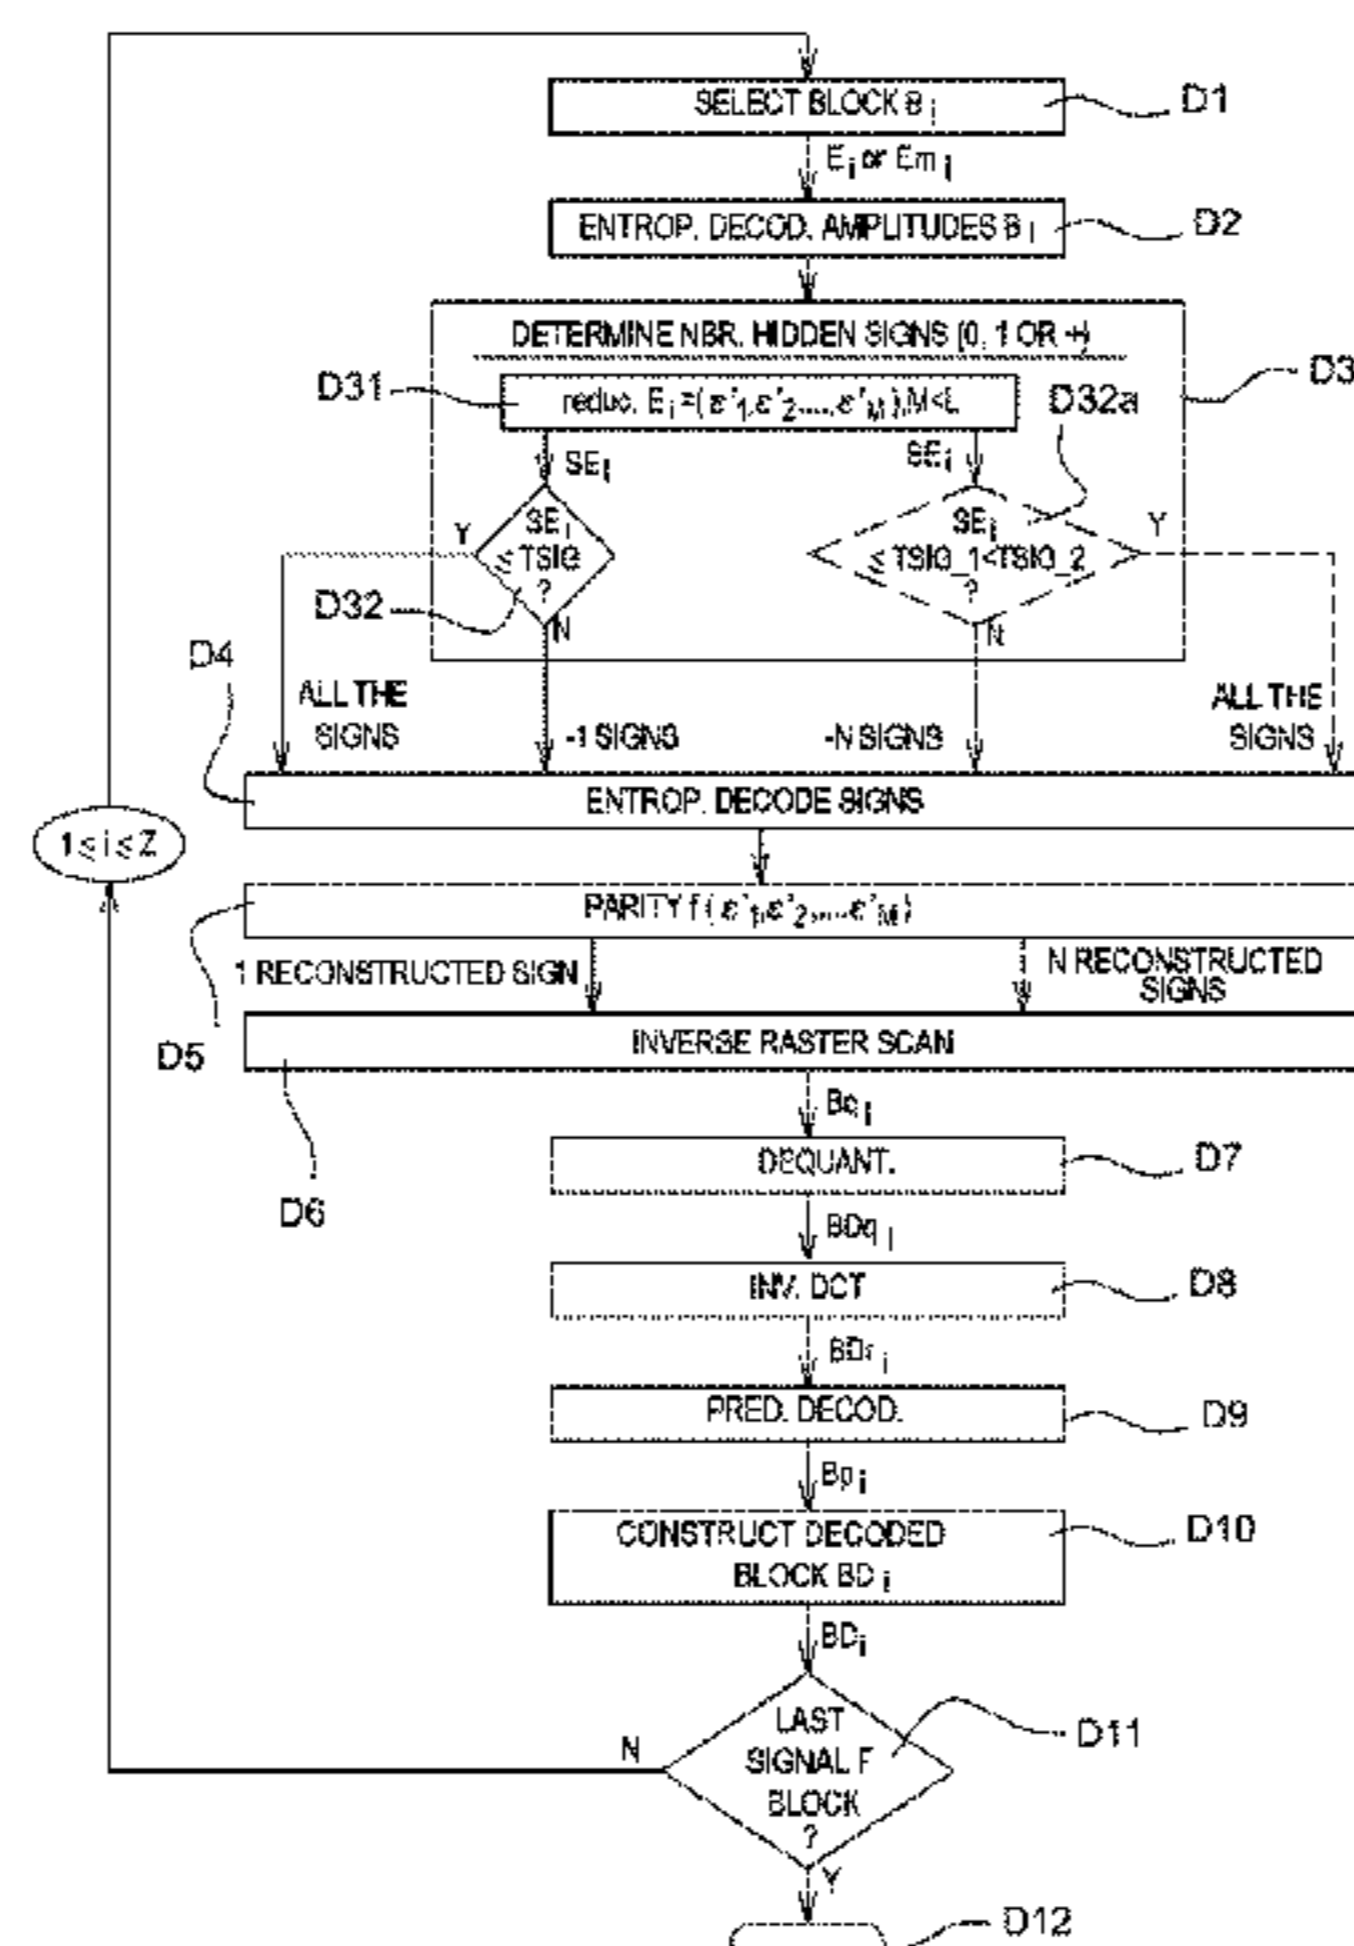 SELECT BLOCK B i
D1
E i or Em i
ENTROP. DECOD. AMPLITUDES B i
D2
DETERMINE NBR. HIDDEN SIGNS (0, 1 OR +)
D3
D31
reduc. E i =(ε'1,ε'2,...,ε'M),M<L
D32a
SE i
SE i
Y
SE i
≤ TSIG
?
SE i
≤ TSIG_1<TSIG_2
?
Y
D32
N
N
D4
ALL THE
SIGNS
-1 SIGNS
-N SIGNS
ALL THE
SIGNS
ENTROP. DECODE SIGNS
1≤i≤Z
PARITY f(ε'1,ε'2,...,ε'M)
1 RECONSTRUCTED SIGN
N RECONSTRUCTED
SIGNS
D5
INVERSE RASTER SCAN
D6
Bq i
DEQUANT.
D7
BDq i
INV. DCT
D8
BDr i
PRED. DECOD.
D9
Bp i
CONSTRUCT DECODED
BLOCK BD i
D10
BD i
LAST
SIGNAL F
BLOCK
?
D11
N
Y
D12